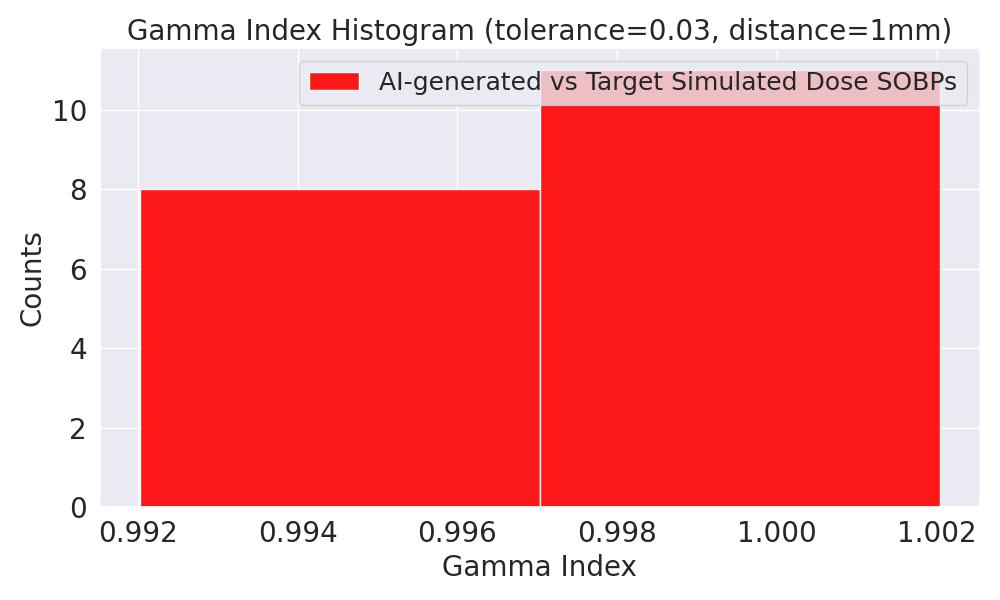 Gamma Index Histogram (tolerance=0.03, distance=1mm)
AI-generated vs Target Simulated Dose SOBPs
10
8
6
4
2
0
Counts
0.992 0.994 0.996 0.998 1.000 1.002
Gamma Index